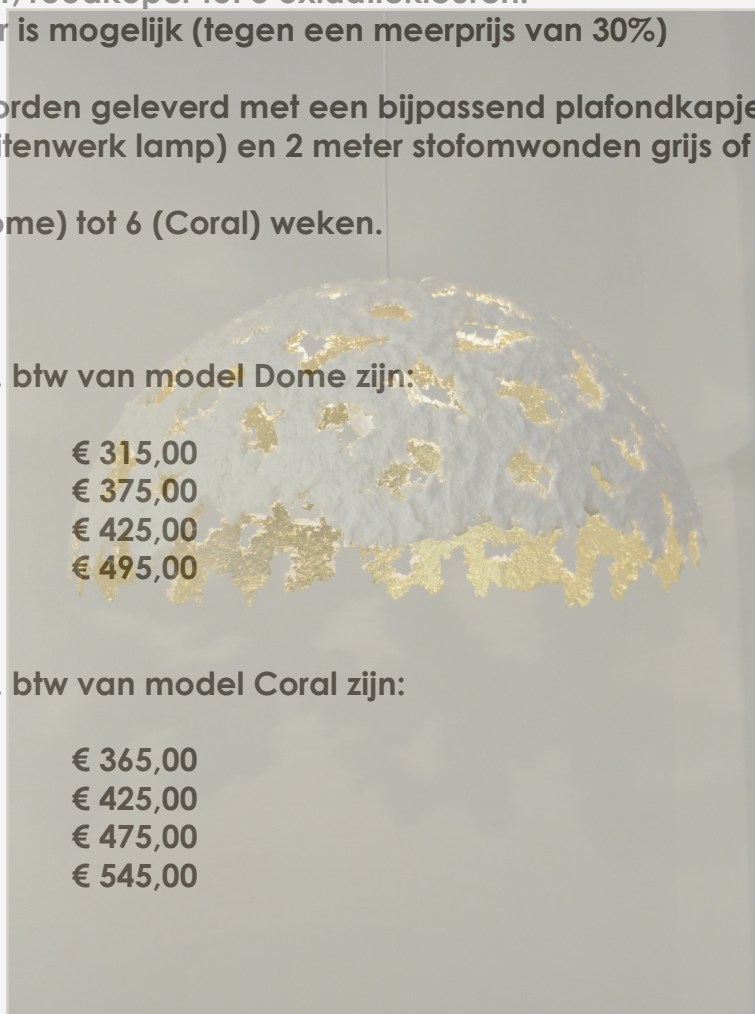 r is mogelijk (tegen een meerprijs van 30%)
orden geleverd met een bijpassend plafondkapje
itenwerk lamp) en 2 meter stofomwonden grijs of
ome) tot 6 (Coral) weken.
. btw van model Dome zijn:
€ 315,00
€ 375,00
€ 425,00
€ 495,00
. btw van model Coral zijn:
€ 365,00
€ 425,00
€ 475,00
€ 545,00